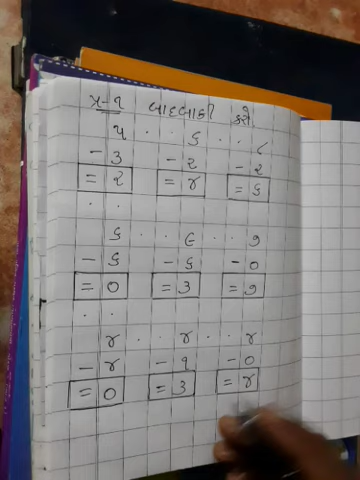 પ્ર-૧ બાદબાકી કરો
૫ . . ૬ . . ૮
- ૩ - ૨ - ૨
= ૨ = ૪ = ૬
. .
૬ . . ૯ . . ૭
- ૬ - ૬ - ૦
= ૦ = ૩ = ૭
. .
૪ . . ૪ . . ૪
- ૪ - ૧ - ૦
= ૦ = ૩ = ૪